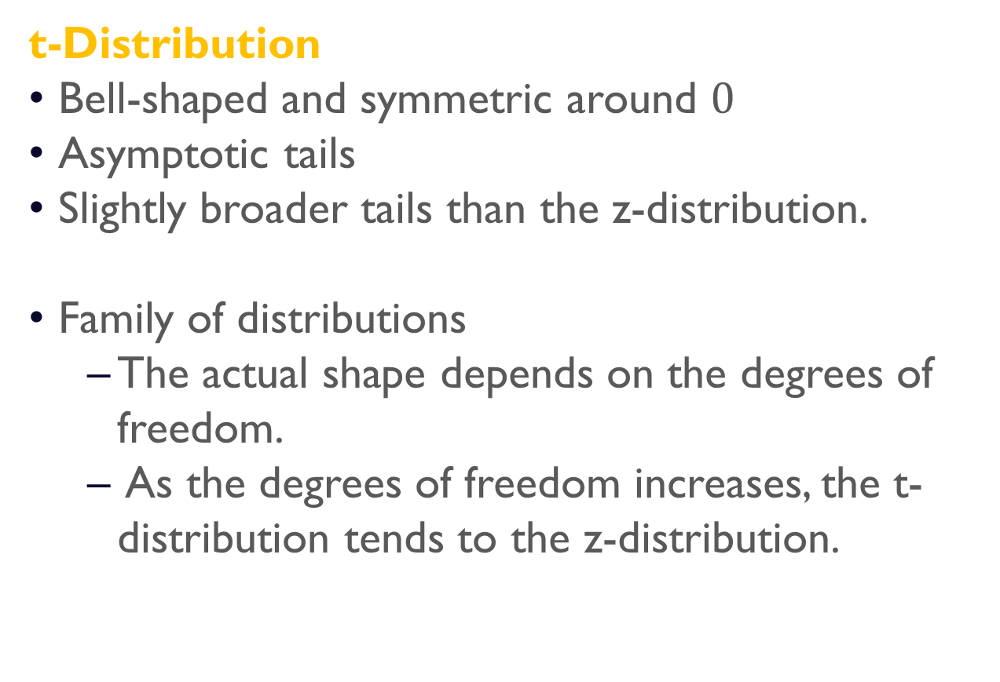 t-Distribution
• Bell-shaped and symmetric around 0
• Asymptotic tails
• Slightly broader tails than the z-distribution.
• Family of distributions
– The actual shape depends on the degrees of
freedom.
– As the degrees of freedom increases, the t-
distribution tends to the z-distribution.